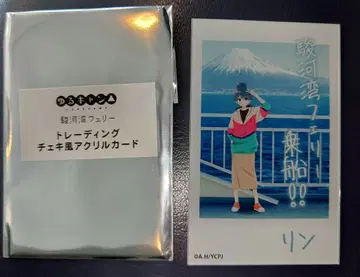 ゆるキャン△
駿河湾フェリー
トレーディング
チェキ風アクリルカード
駿河湾フェリー
乗船!!
リン
©A.H/YCPJ